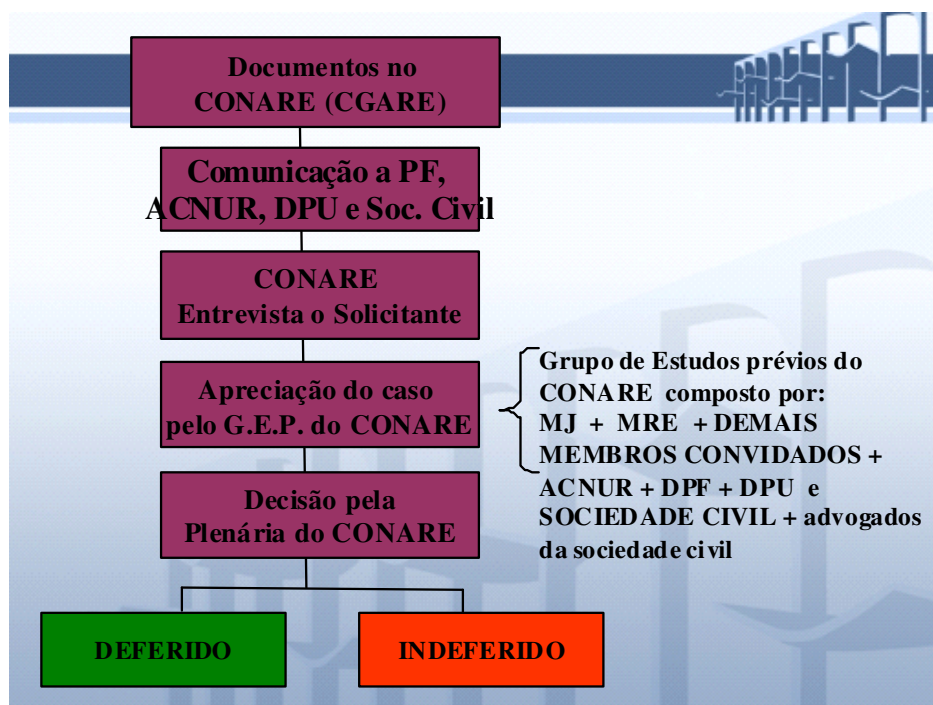 Documentos no
CONARE (CGARE)
Comunicação a PF,
ACNUR, DPU e Soc. Civil
CONARE
Entrevista o Solicitante
Apreciação do caso
pelo G.E.P. do CONARE
Grupo de Estudos prévios do
CONARE composto por:
MJ + MRE + DEMAIS
MEMBROS CONVIDADOS +
ACNUR + DPF + DPU e
SOCIEDADE CIVIL + advogados
da sociedade civil
Decisão pela
Plenária do CONARE
DEFERIDO
INDEFERIDO